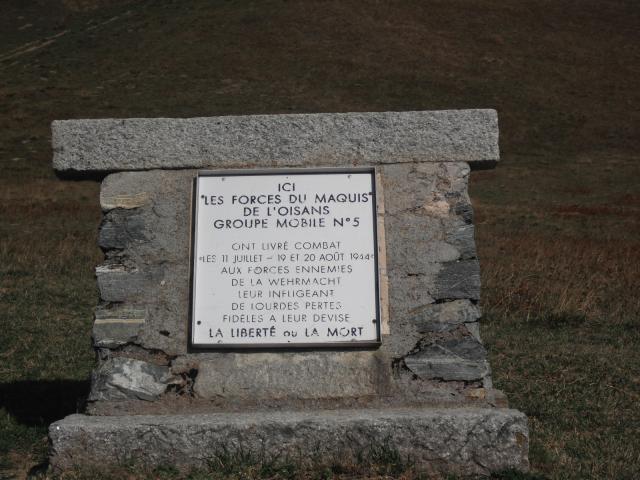 ICI
"LES FORCES DU MAQUIS"
DE L'OISANS
GROUPE MOBILE N°5
ONT LIVRÉ COMBAT
"LES 11 JUILLET - 19 ET 20 AOÛT 1944"
AUX FORCES ENNEMIES
DE LA WEHRMACHT
LEUR INFLIGEANT
DE LOURDES PERTES
FIDÈLES A LEUR DEVISE
LA LIBERTÉ OU LA MORT